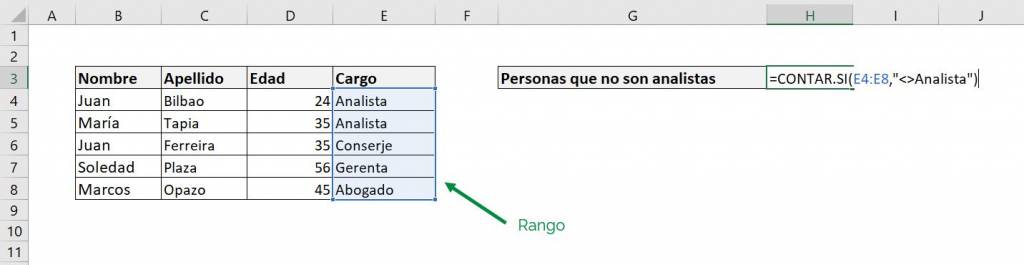 A B C D E F G H I J
1
2
3 Nombre Apellido Edad Cargo Personas que no son analistas =CONTAR.SI(E4:E8,"<>Analista")
4 Juan Bilbao 24 Analista
5 María Tapia 35 Analista
6 Juan Ferreira 35 Conserje
7 Soledad Plaza 56 Gerenta
8 Marcos Opazo 45 Abogado
9
Rango
10
11